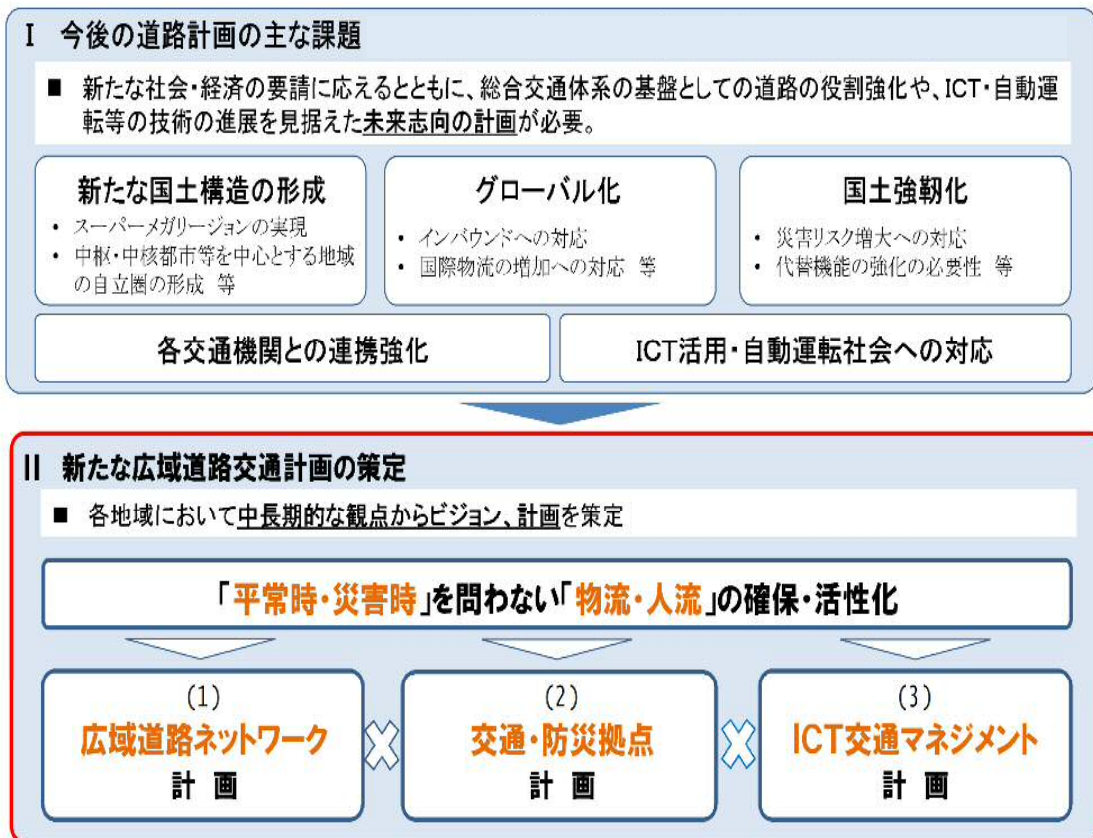 I 今後の道路計画の主な課題
■ 新たな社会・経済の要請に応えるとともに、総合交通体系の基盤としての道路の役割強化や、ICT・自動運
転等の技術の進展を見据えた未来志向の計画が必要。
新たな国土構造の形成
・ スーパーメガリージョンの実現
・ 中枢・中核都市等を中心とする地域
の自立圏の形成 等
グローバル化
・ インバウンドへの対応
・ 国際物流の増加への対応 等
国土強靭化
・ 災害リスク増大への対応
・ 代替機能の強化の必要性 等
各交通機関との連携強化
ICT活用・自動運転社会への対応
II 新たな広域道路交通計画の策定
■ 各地域において中長期的な観点からビジョン、計画を策定
「平常時・災害時」を問わない「物流・人流」の確保・活性化
(1)
広域道路ネットワーク
計 画
(2)
交通・防災拠点
計 画
(3)
ICT交通マネジメント
計 画